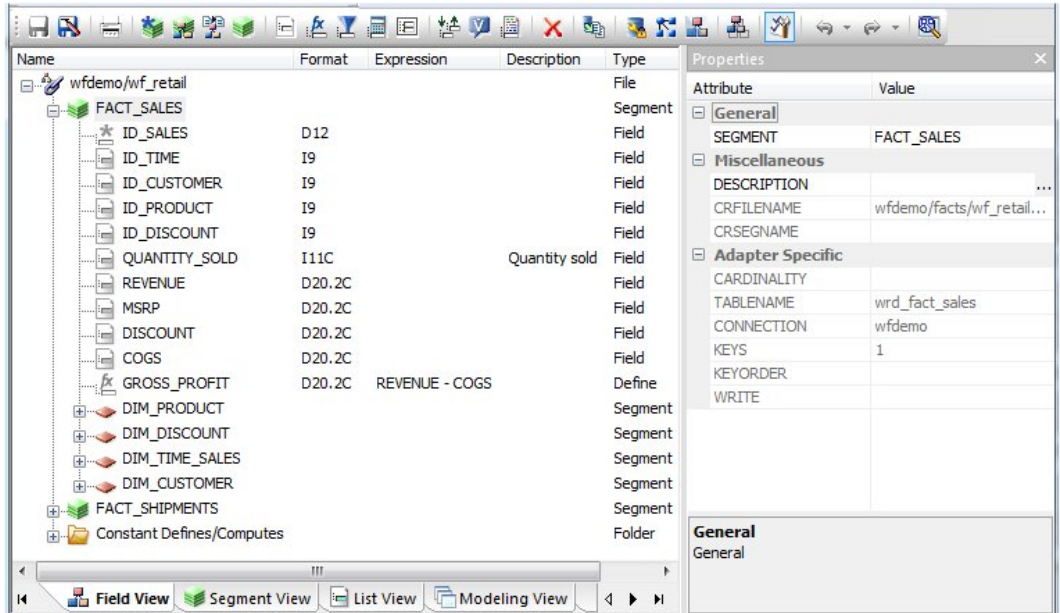 Name Format Expression Description Type
wfdemo/wf_retail File
FACT_SALES Segment
ID_SALES D12 Field
ID_TIME I9 Field
ID_CUSTOMER I9 Field
ID_PRODUCT I9 Field
ID_DISCOUNT I9 Field
QUANTITY_SOLD I11C Quantity sold Field
REVENUE D20.2C Field
MSRP D20.2C Field
DISCOUNT D20.2C Field
COGS D20.2C Field
GROSS_PROFIT D20.2C REVENUE - COGS Define
DIM_PRODUCT Segment
DIM_DISCOUNT Segment
DIM_TIME_SALES Segment
DIM_CUSTOMER Segment
FACT_SHIPMENTS Segment
Constant Defines/Computes Folder
Field View Segment View List View Modeling View
Properties
Attribute Value
General
SEGMENT FACT_SALES
Miscellaneous
DESCRIPTION ...
CRFILENAME wfdemo/facts/wf_retail...
CRSEGNAME
Adapter Specific
CARDINALITY
TABLENAME wrd_fact_sales
CONNECTION wfdemo
KEYS 1
KEYORDER
WRITE
General
General